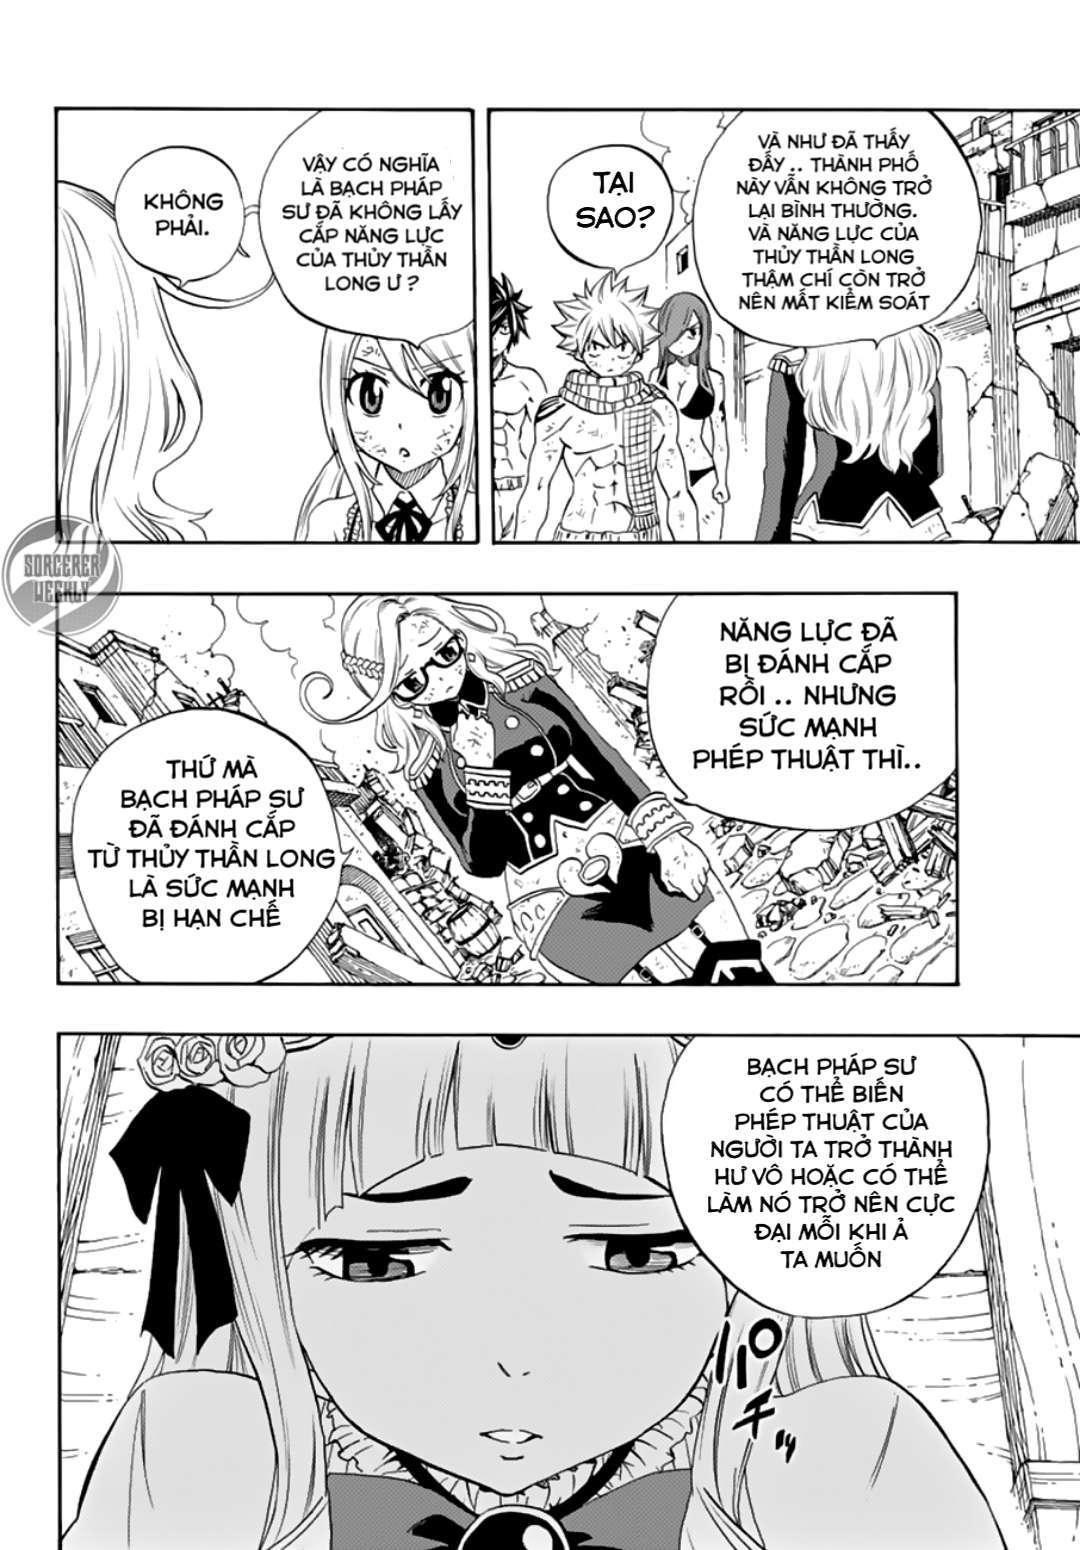 VÀ NHƯ ĐÃ THẤY
ĐẤY .. THÀNH PHỐ
NÀY VẪN KHÔNG TRỞ
LẠI BÌNH THƯỜNG.
VÀ NĂNG LỰC CỦA
THỦY THẦN LONG
THẬM CHÍ CÒN TRỞ
NÊN MẤT KIỂM SOÁT
TẠI
SAO?
VẬY CÓ NGHĨA
LÀ BẠCH PHÁP
SƯ ĐÃ KHÔNG LẤY
CẮP NĂNG LỰC
CỦA THỦY THẦN
LONG Ư ?
KHÔNG
PHẢI.
SORCERER
WEEKLY
NĂNG LỰC ĐÃ
BỊ ĐÁNH CẮP
RỒI .. NHƯNG
SỨC MẠNH
PHÉP THUẬT THÌ..
THỨ MÀ
BẠCH PHÁP SƯ
ĐÃ ĐÁNH CẮP
TỪ THỦY THẦN LONG
LÀ SỨC MẠNH
BỊ HẠN CHẾ
BẠCH PHÁP SƯ
CÓ THỂ BIẾN
PHÉP THUẬT CỦA
NGƯỜI TA TRỞ THÀNH
HƯ VÔ HOẶC CÓ THỂ
LÀM NÓ TRỞ NÊN CỰC
ĐẠI MỖI KHI Ả
TA MUỐN
パチッ